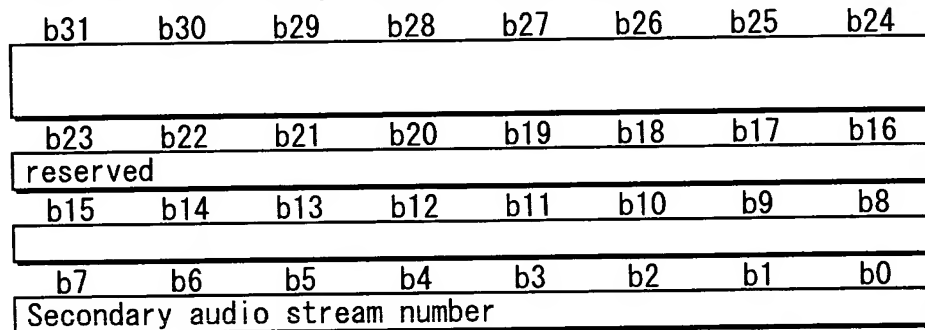 b31 b30 b29 b28 b27 b26 b25 b24
b23 b22 b21 b20 b19 b18 b17 b16
reserved
b15 b14 b13 b12 b11 b10 b9 b8
b7 b6 b5 b4 b3 b2 b1 b0
Secondary audio stream number